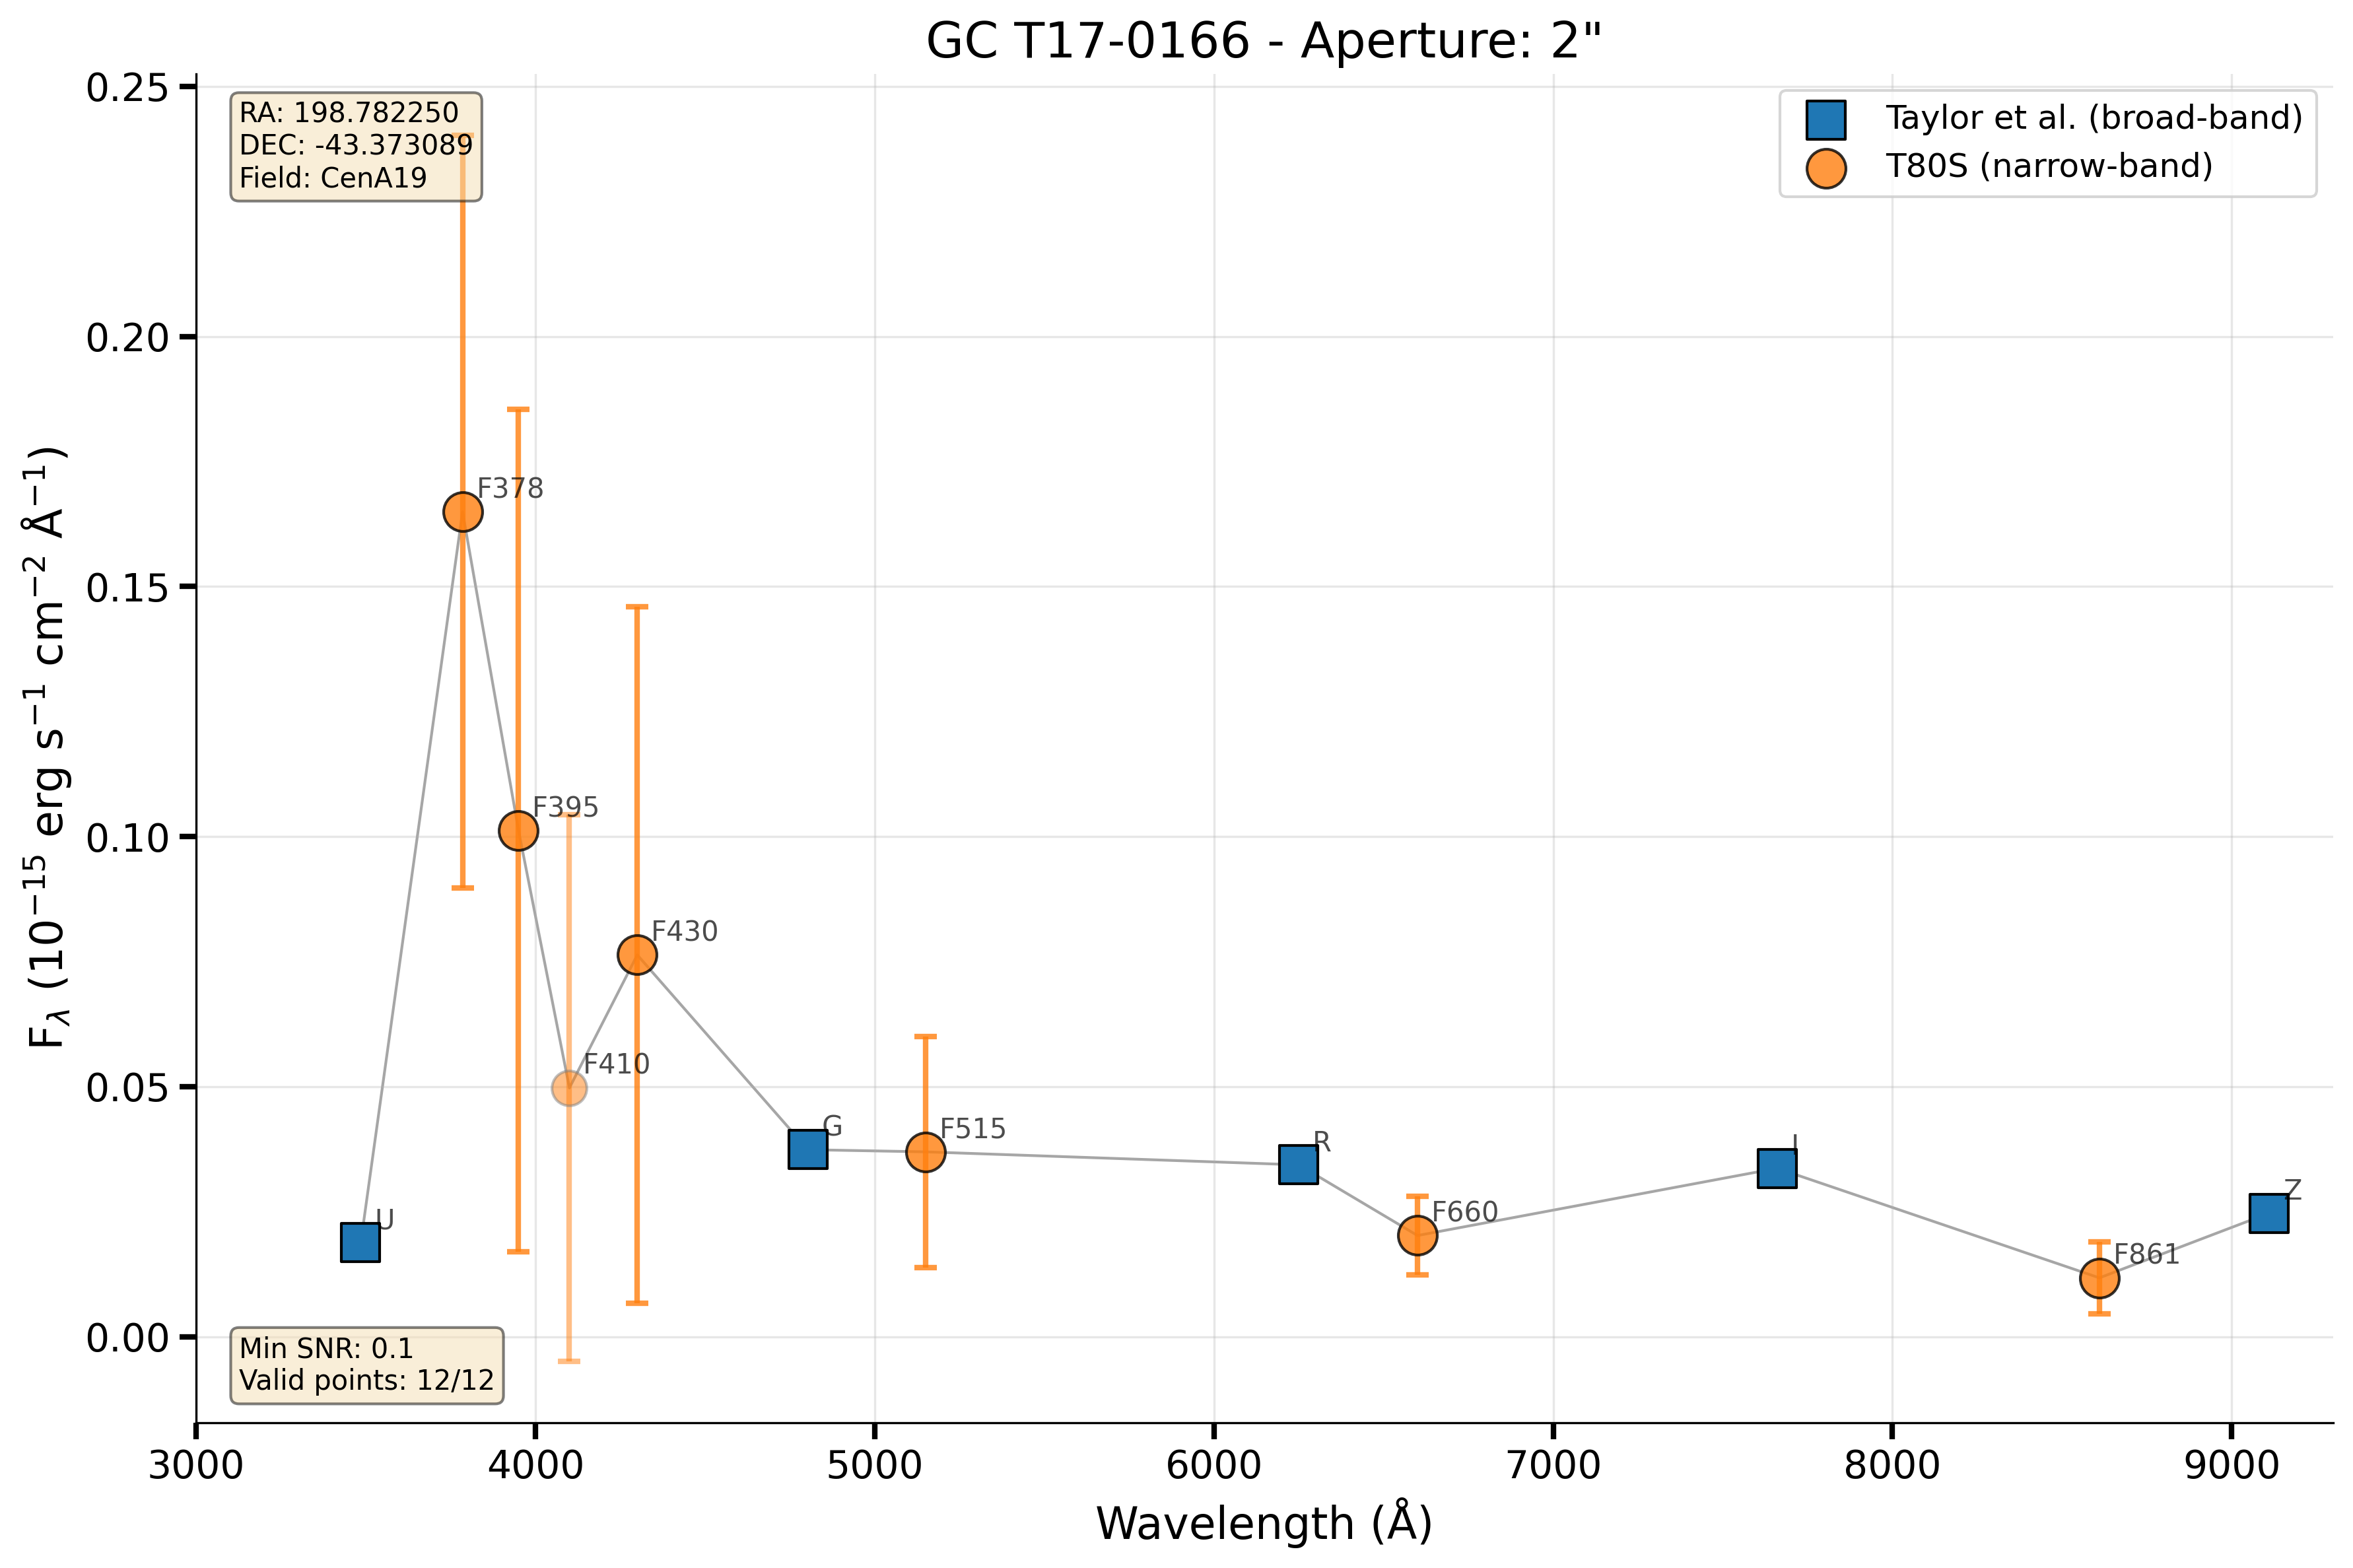 GC T17-0166 - Aperture: 2"
RA: 198.782250
DEC: -43.373089
Field: CenA19
Taylor et al. (broad-band)
T80S (narrow-band)
F_λ (10⁻¹⁵ erg s⁻¹ cm⁻² Å⁻¹)
0.25
0.20
0.15
0.10
0.05
0.00
F378
F395
F430
F410
G
F515
R
I
U
F660
Z
F861
Min SNR: 0.1
Valid points: 12/12
3000 4000 5000 6000 7000 8000 9000
Wavelength (Å)